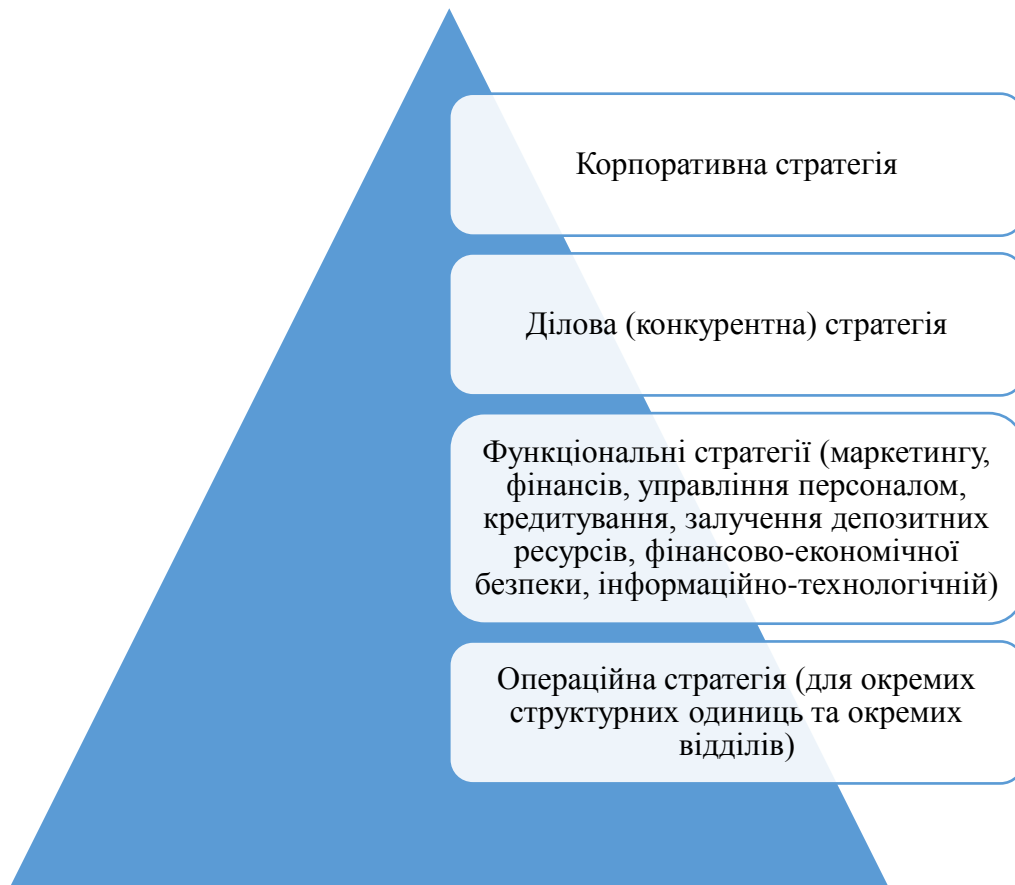 Корпоративна стратегія
Ділова (конкурентна) стратегія
Функціональні стратегії (маркетингу,
фінансів, управління персоналом,
кредитування, залучення депозитних
ресурсів, фінансово-економічної
безпеки, інформаційно-технологічній)
Операційна стратегія (для окремих
структурних одиниць та окремих
відділів)